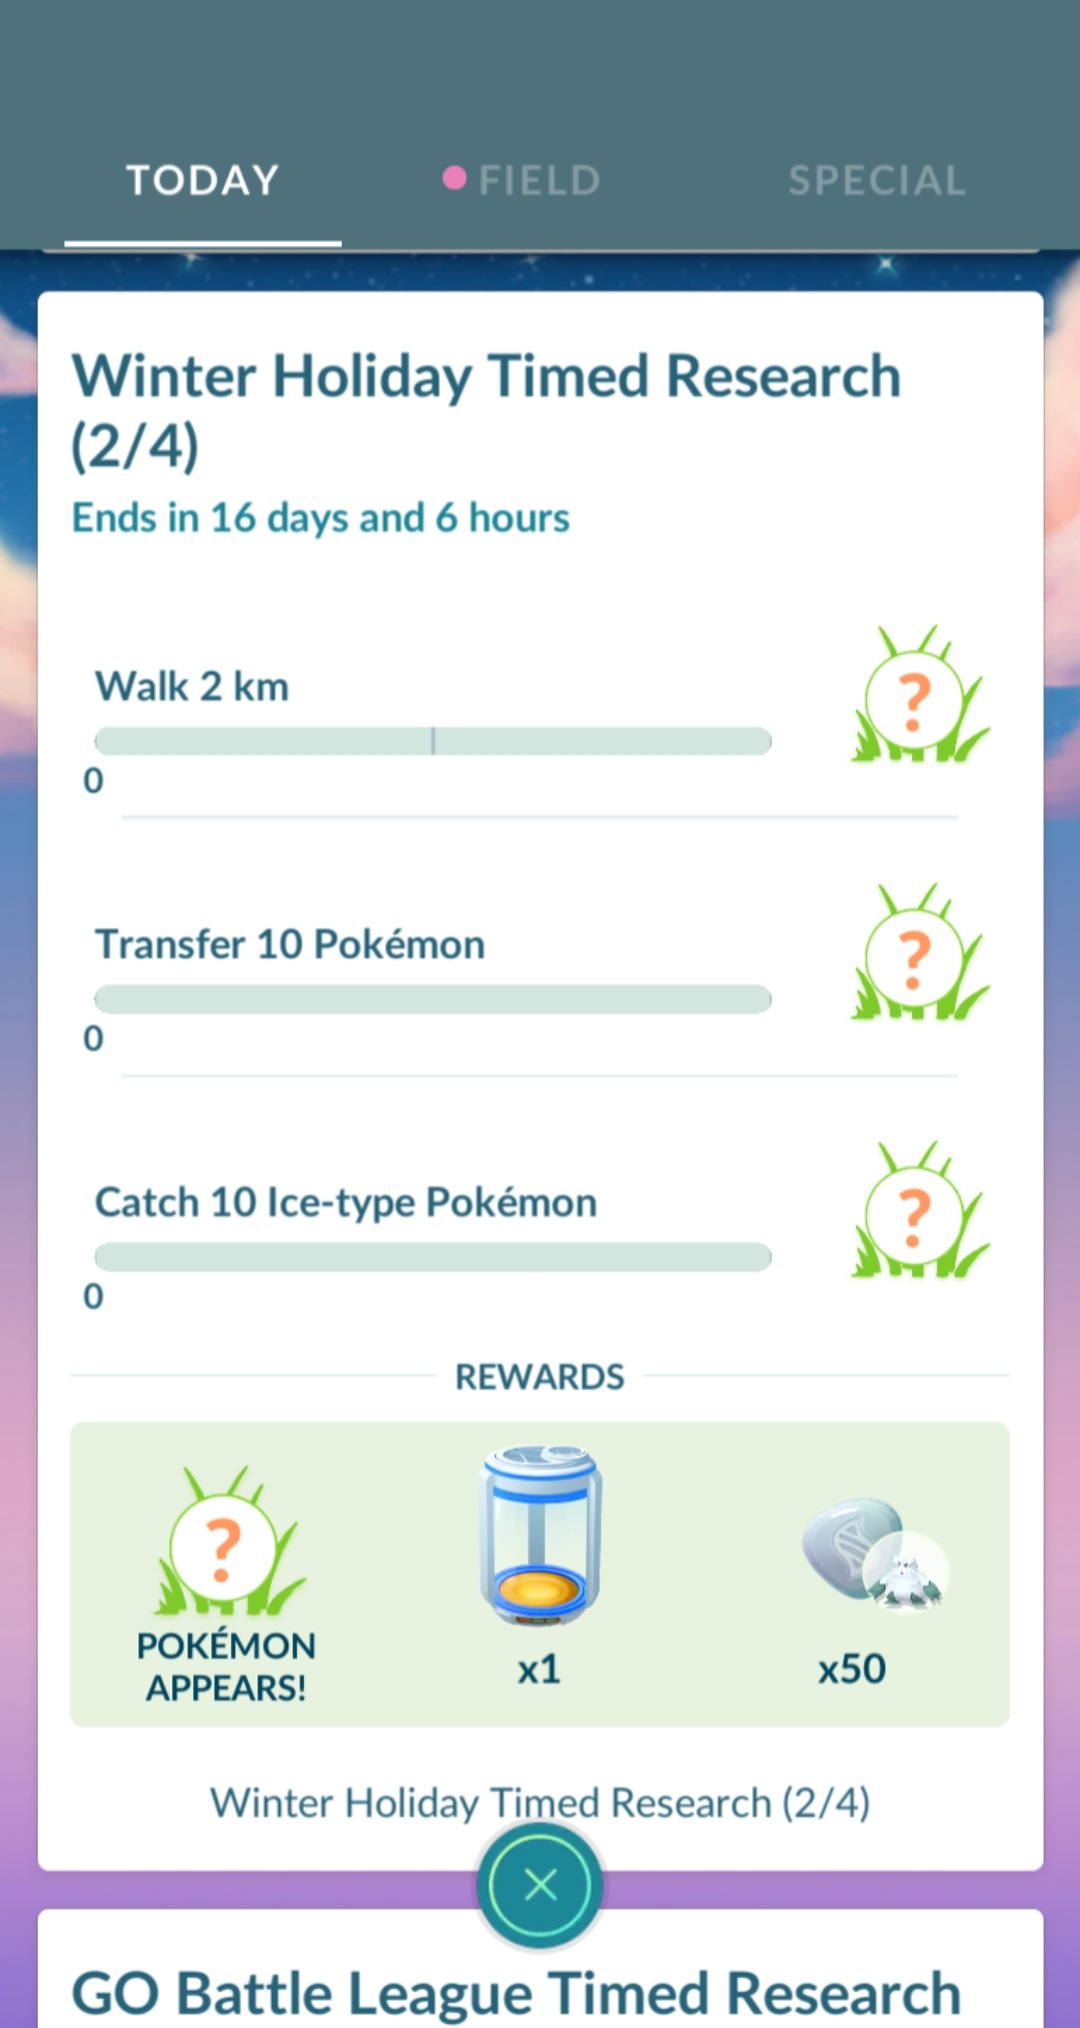 TODAY
FIELD
SPECIAL
Winter Holiday Timed Research
(2/4)
Ends in 16 days and 6 hours
Walk 2 km
?
0
Transfer 10 Pokémon
?
0
Catch 10 Ice-type Pokémon
?
0
REWARDS
?
POKÉMON
APPEARS!
x1
x50
Winter Holiday Timed Research (2/4)
GO Battle League Timed Research